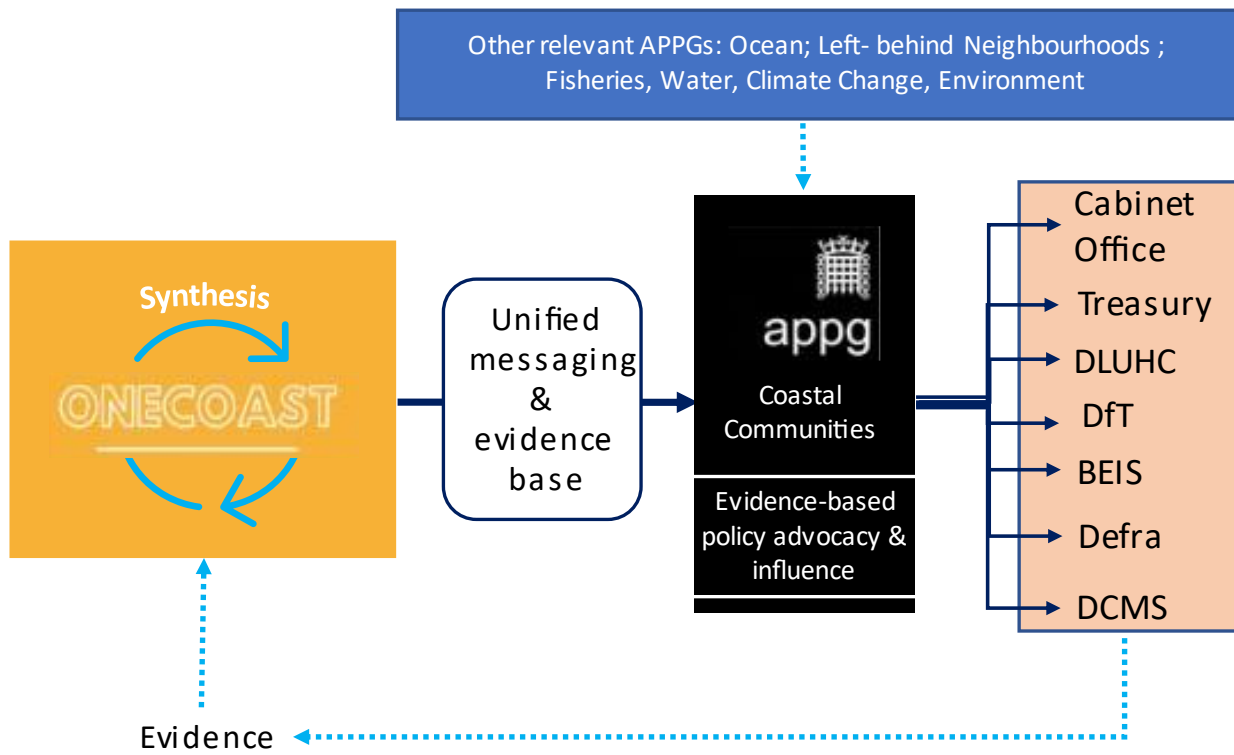 Other relevant APPGs: Ocean; Left- behind Neighbourhoods ;
Fisheries, Water, Climate Change, Environment
Synthesis
ONECOAST
Unified
messaging
&
evidence
base
appg
Coastal
Communities
Evidence-based
policy advocacy &
influence
Cabinet
Office
Treasury
DLUHC
DfT
BEIS
Defra
DCMS
Evidence